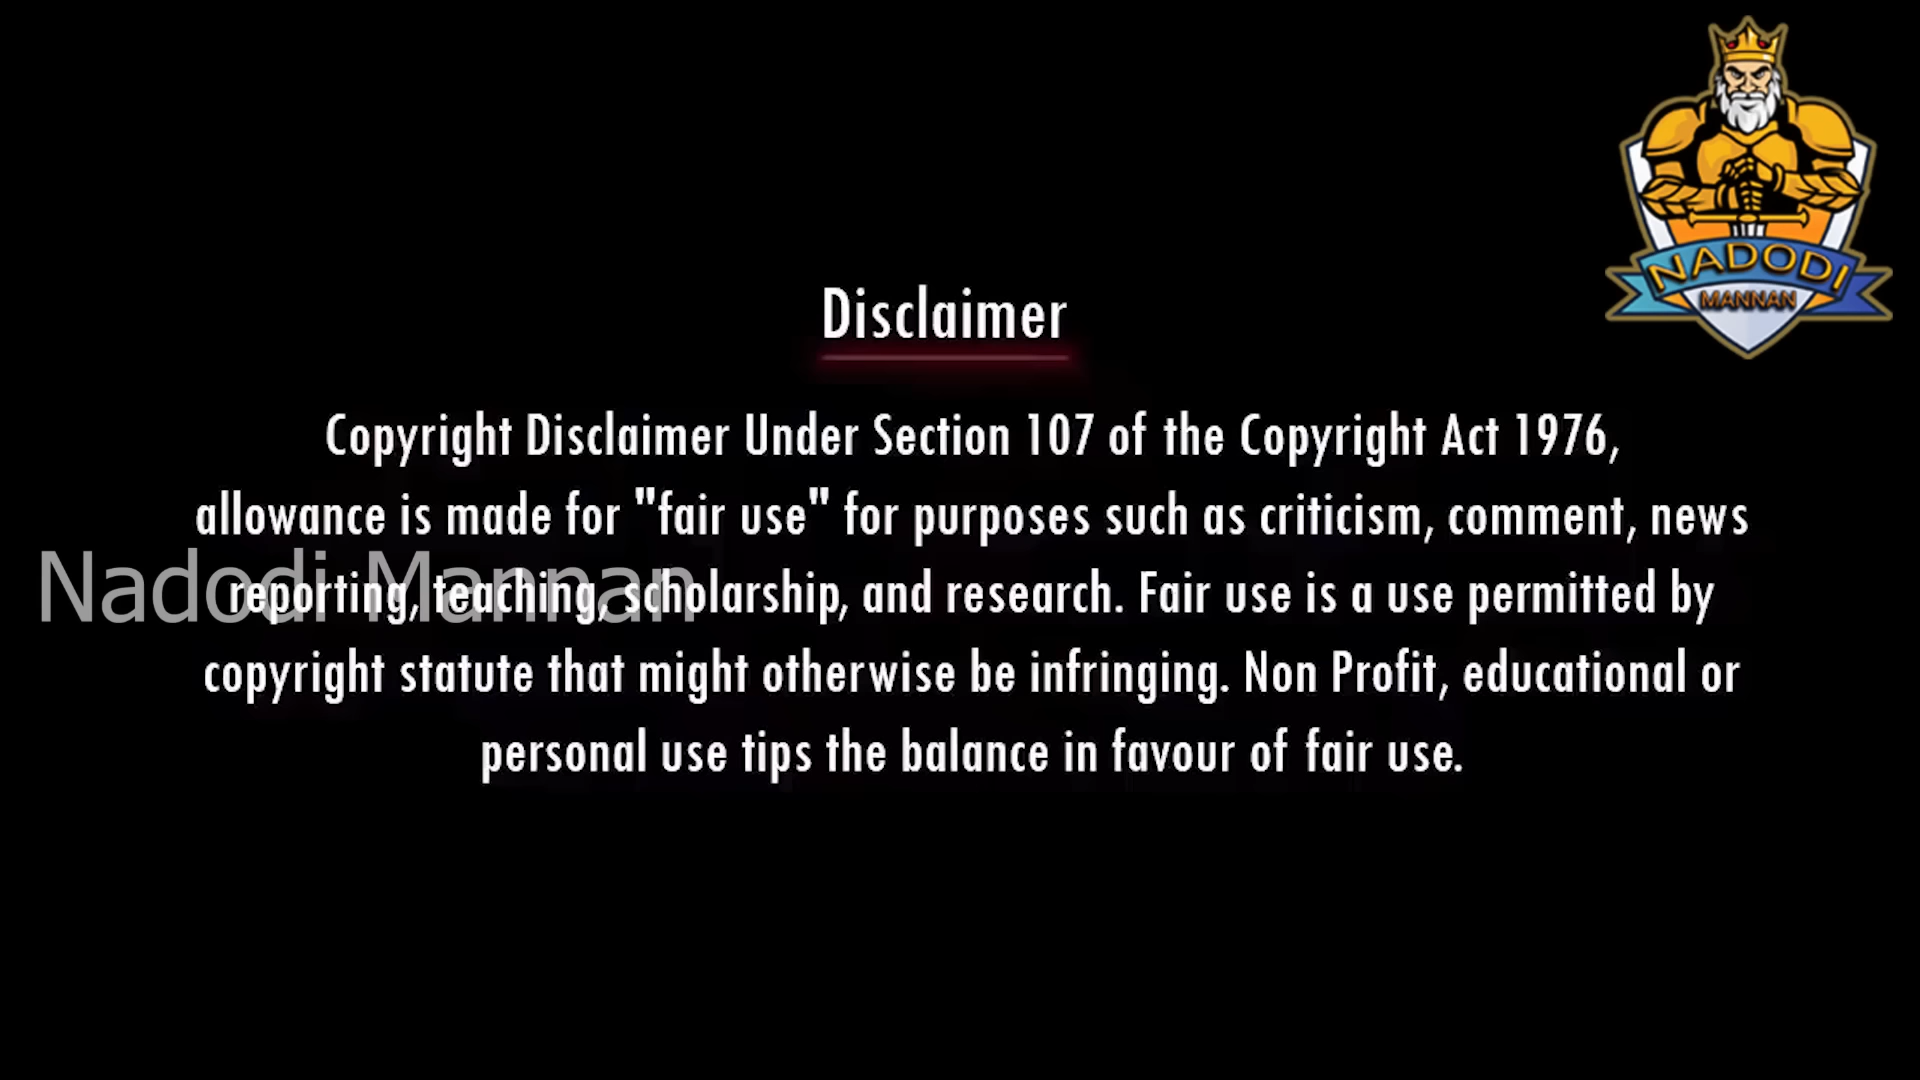 NADODI
MANNAN
Disclaimer
Copyright Disclaimer Under Section 107 of the Copyright Act 1976,
allowance is made for "fair use" for purposes such as criticism, comment, news
reporting, teaching, scholarship, and research. Fair use is a use permitted by
Nadodi Mannan
copyright statute that might otherwise be infringing. Non Profit, educational or
personal use tips the balance in favour of fair use.